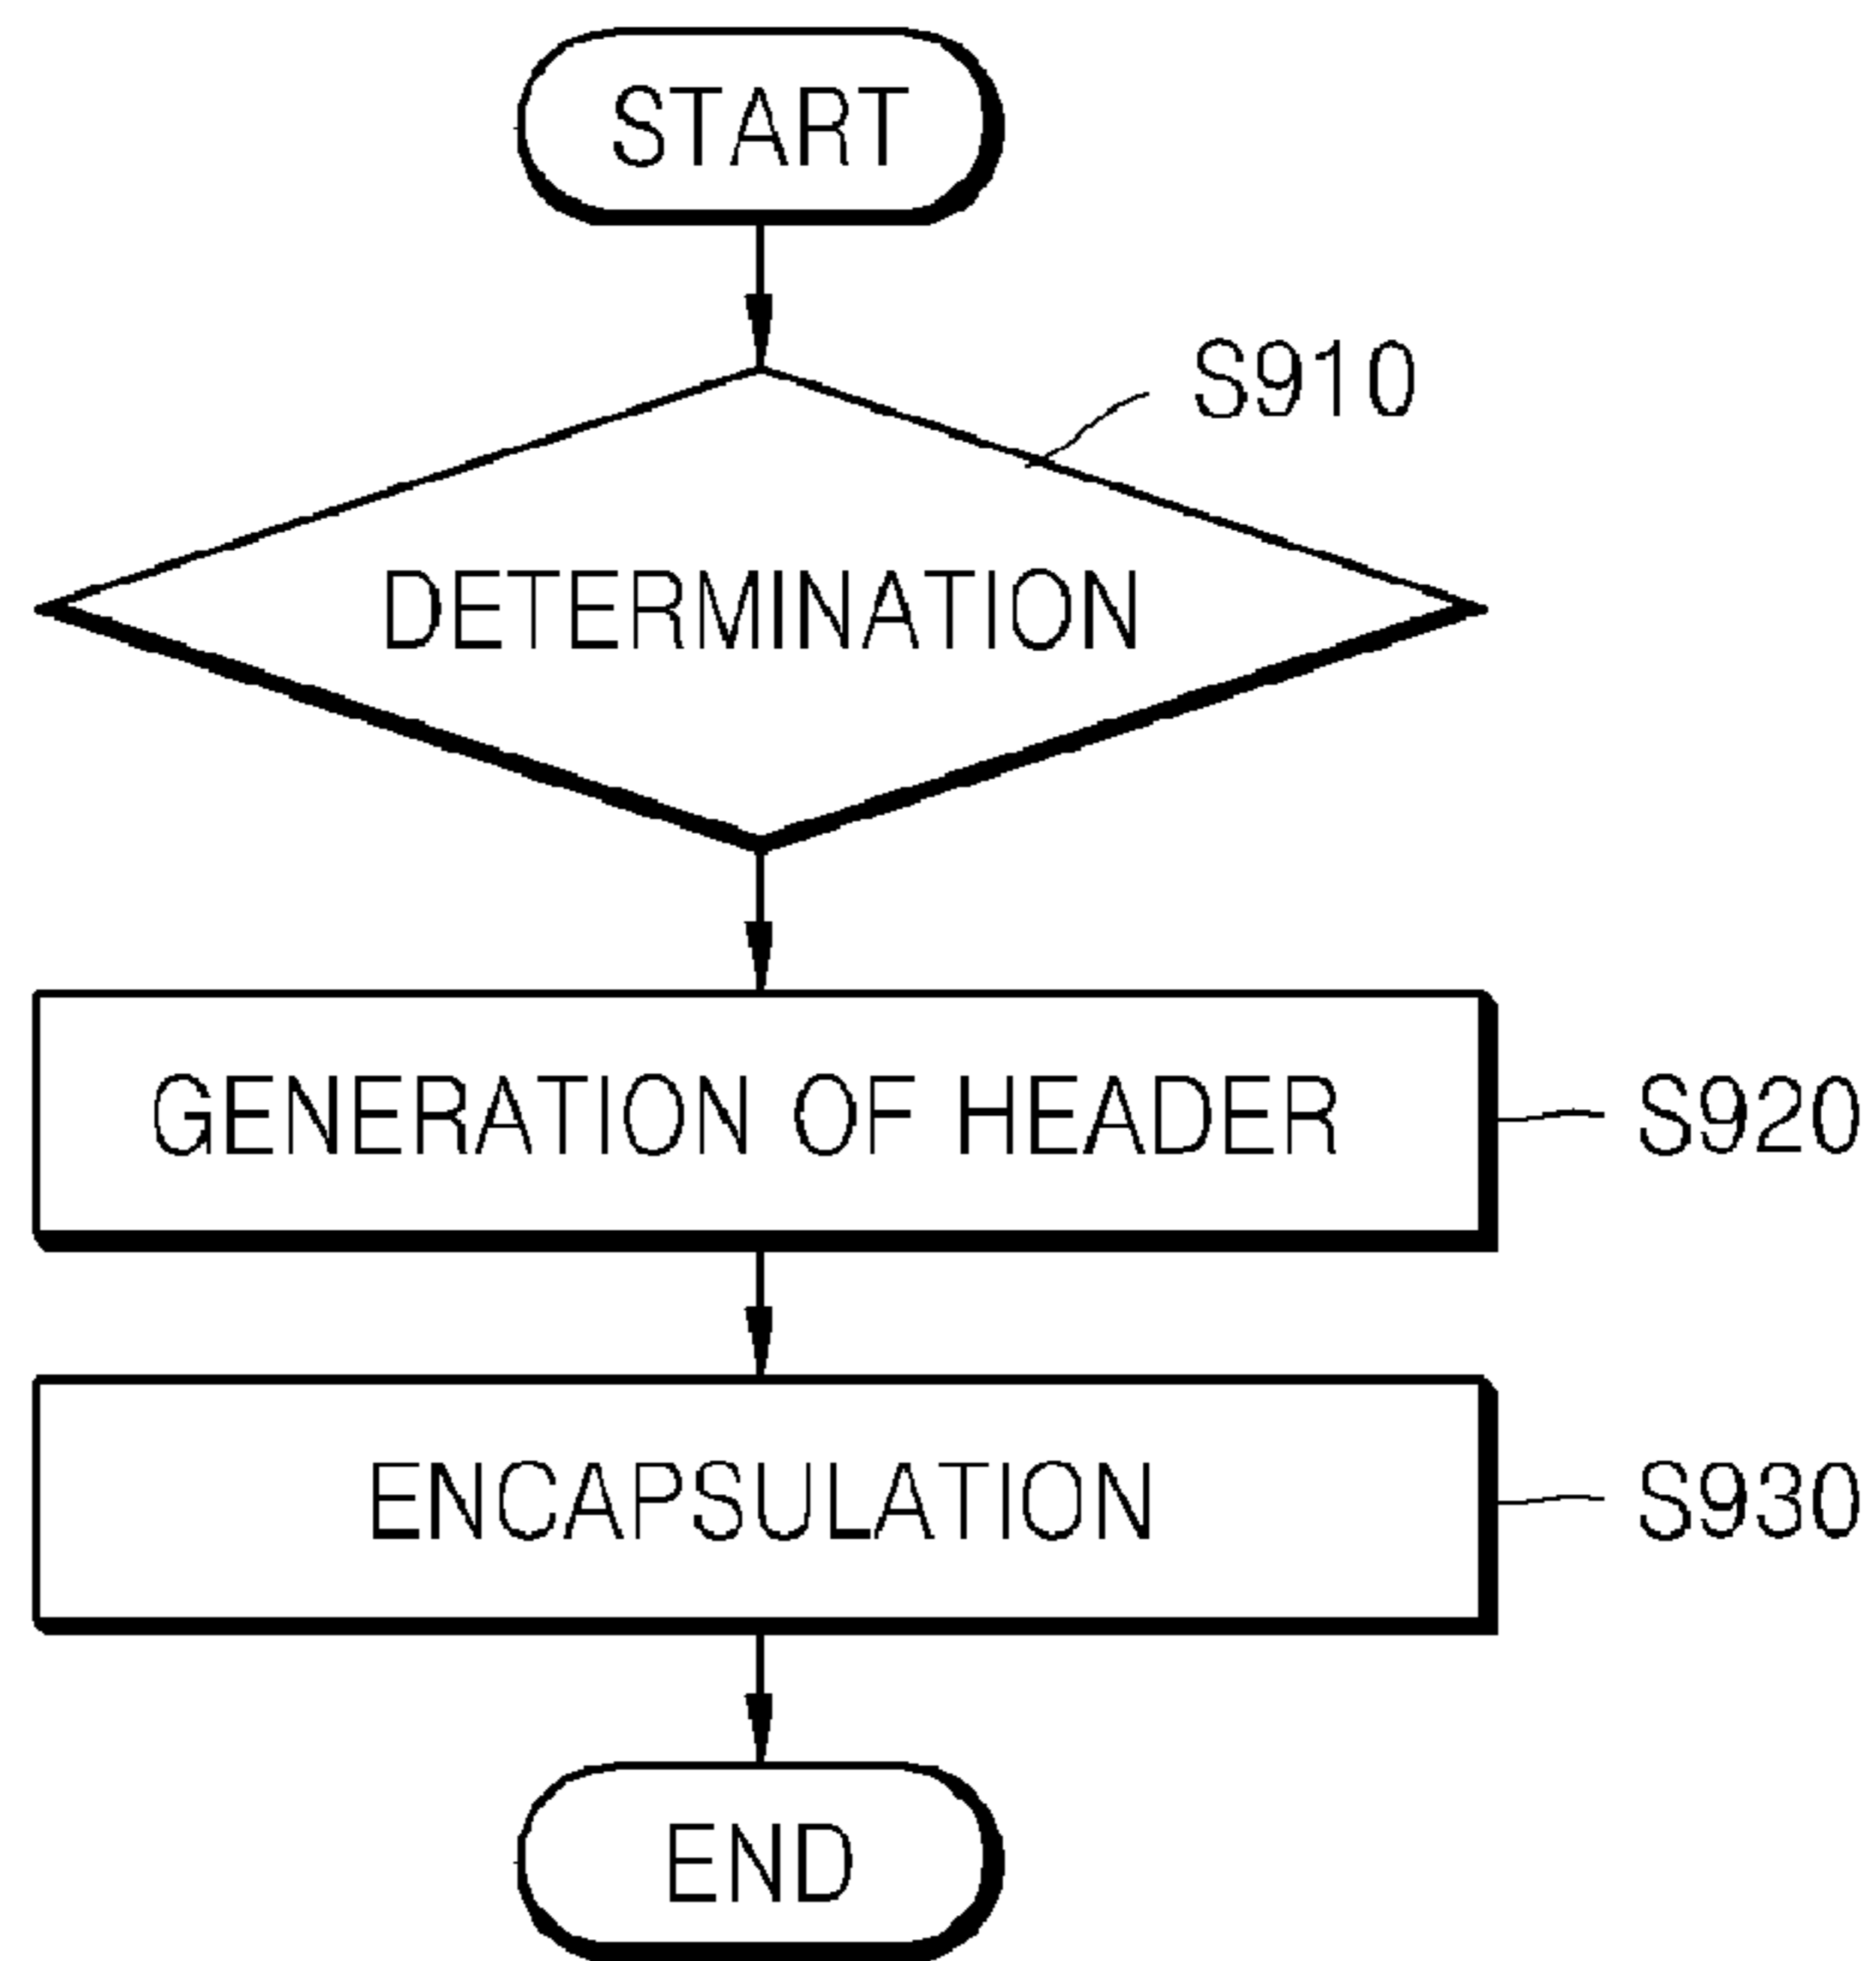 START
S910
DETERMINATION
GENERATION OF HEADER
S920
ENCAPSULATION
S930
END